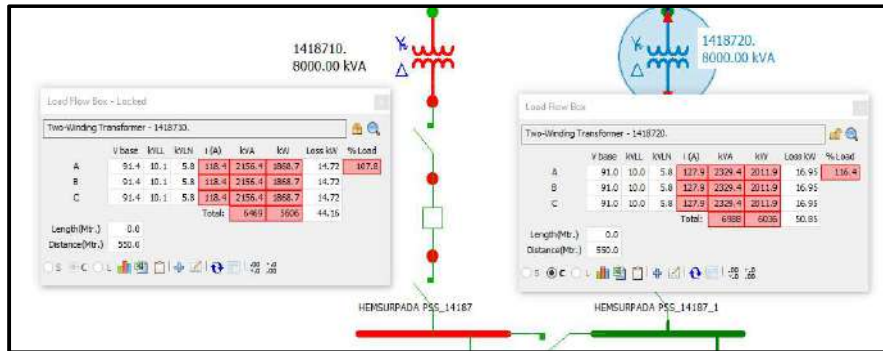 1418710.
8000.00 kVA
1418720.
8000.00 kVA
Load Flow Box - Locked
Two-Winding Transformer - 1418710.
V base kVLL kVLN I (A) kVA kW Loss kW % Load
A 91.4 10.1 5.8 118.4 2156.4 1868.7 14.72 107.8
B 91.4 10.1 5.8 118.4 2156.4 1868.7 14.72
C 91.4 10.1 5.8 118.4 2156.4 1868.7 14.72
Total: 6469 5606 44.16
Length(Mtr.) 0.0
Distance(Mtr.) 550.0
S C L
Load Flow Box
Two-Winding Transformer - 1418720.
V base kVLL kVLN I (A) kVA kW Loss kW % Load
A 91.0 10.0 5.8 127.9 2329.4 2011.9 16.95 116.4
B 91.0 10.0 5.8 127.9 2329.4 2011.9 16.95
C 91.0 10.0 5.8 127.9 2329.4 2011.9 16.95
Total: 6988 6036 50.85
Length(Mtr.) 0.0
Distance(Mtr.) 550.0
S C L
HEMSURPADA PSS_14187
HEMSURPADA PSS_14187_1